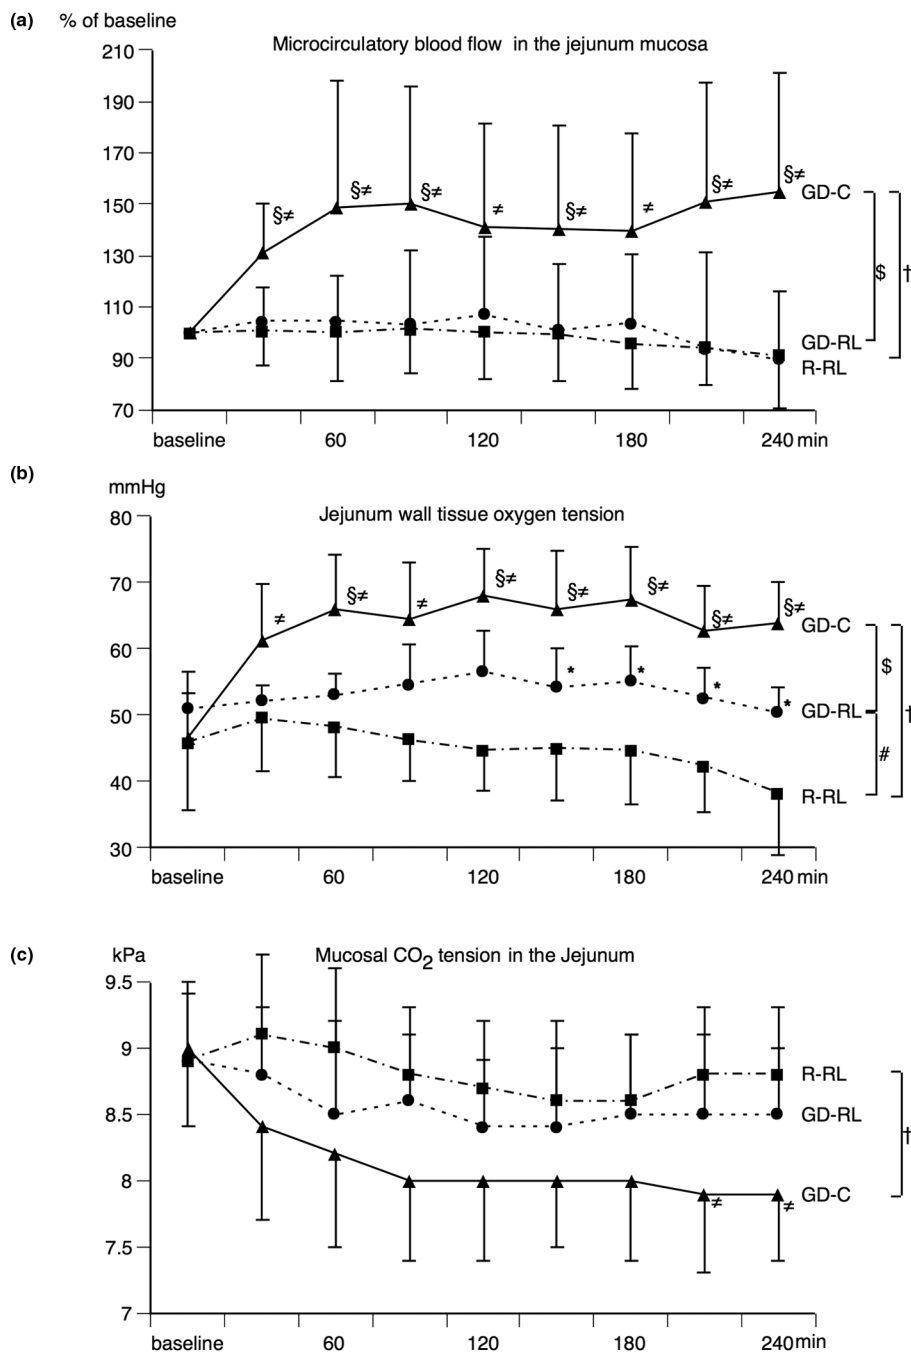 (a) % of baseline
Microcirculatory blood flow in the jejunum mucosa
210
190
170
150
130
110
90
70
§≠ §≠ §≠ ≠ §≠ ≠ §≠ §≠
GD-C
$ †
GD-RL
R-RL
baseline 60 120 180 240 min
(b)
mmHg
Jejunum wall tissue oxygen tension
80
70
60
50
40
30
≠ §≠ ≠ §≠ §≠ §≠ §≠ §≠
GD-C
* * * *
$
GD-RL
†
#
R-RL
baseline 60 120 180 240 min
(c) kPa Mucosal CO2 tension in the Jejunum
9.5
9
8.5
8
7.5
7
R-RL
GD-RL
†
GD-C
≠ ≠
baseline 60 120 180 240 min